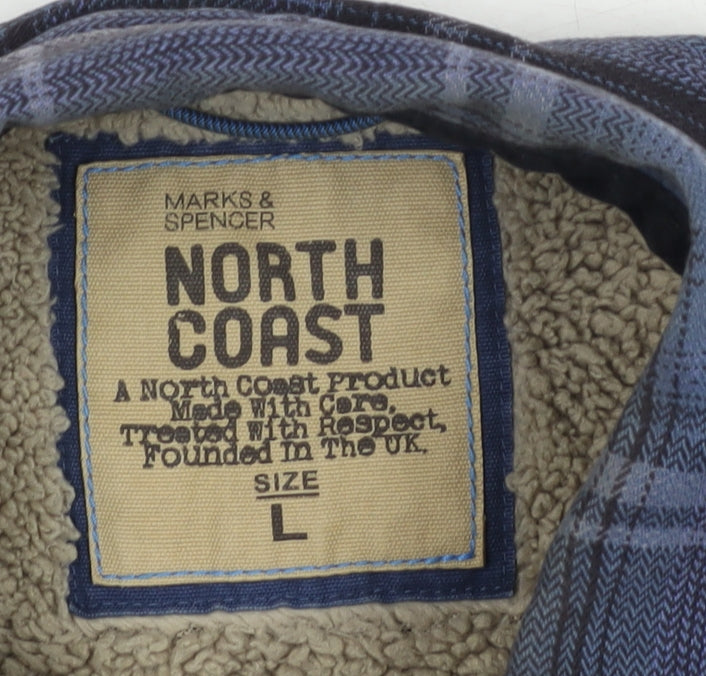 MARKS &
SPENCER
NORTH
COAST
A North Coast Product
Made With Care,
Treated With Respect,
Founded In The UK.
SIZE
L